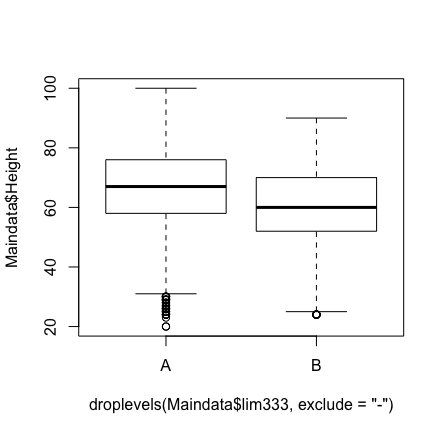 Maindata$Height
100
80
60
40
20
A B
droplevels(Maindata$lim333, exclude = "-")